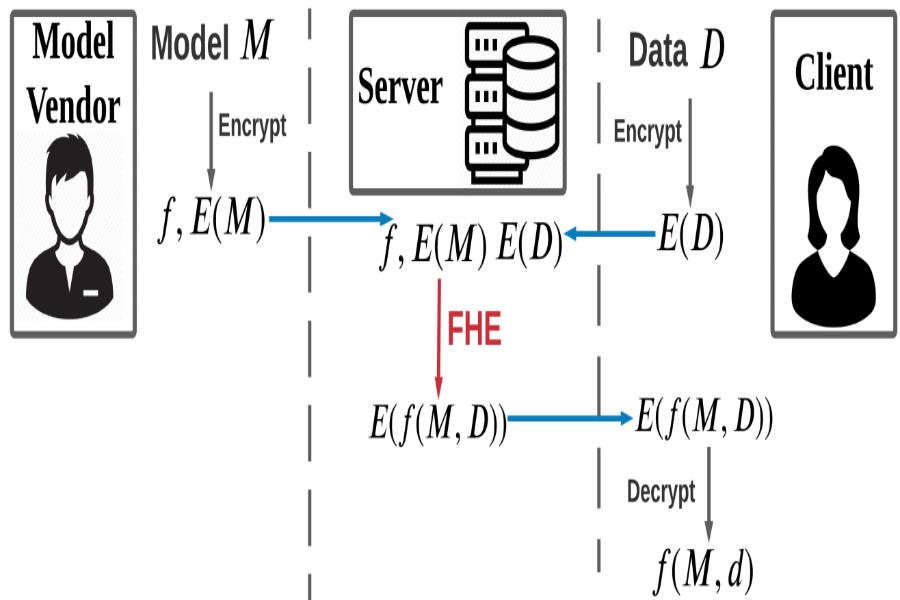 Model
Vendor
Model M
Encrypt
f, E(M)
Server
f, E(M) E(D)
FHE
E(f(M, D))
Data D
Encrypt
E(D)
Client
E(f(M, D))
Decrypt
f(M, d)